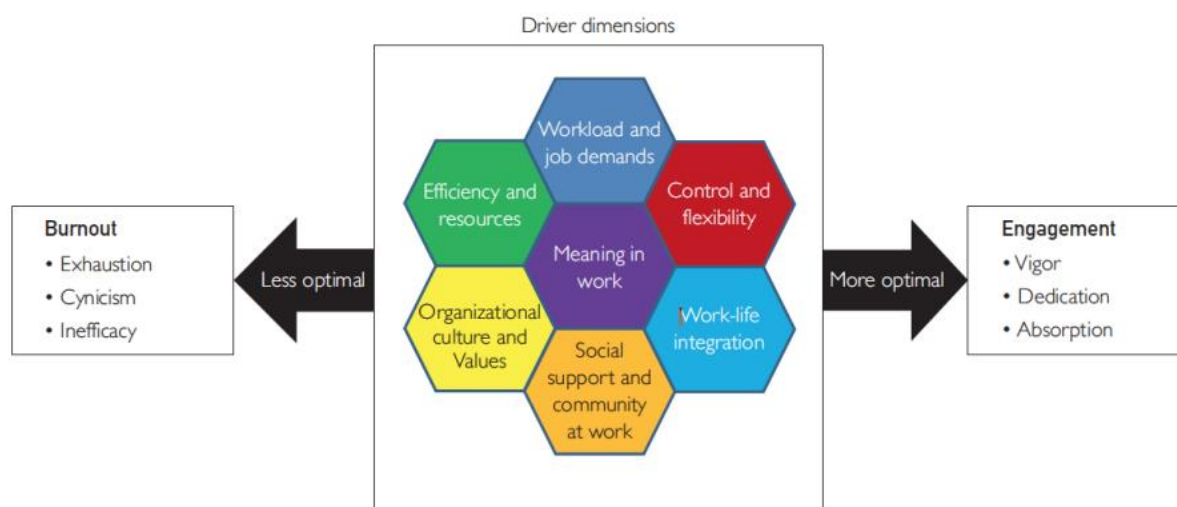 Driver dimensions
Workload and
job demands
Efficiency and
resources
Control and
flexibility
Meaning in
work
Organizational
culture and
Values
Work-life
integration
Social
support and
community
at work
Burnout
• Exhaustion
• Cynicism
• Inefficacy
Less optimal
More optimal
Engagement
• Vigor
• Dedication
• Absorption